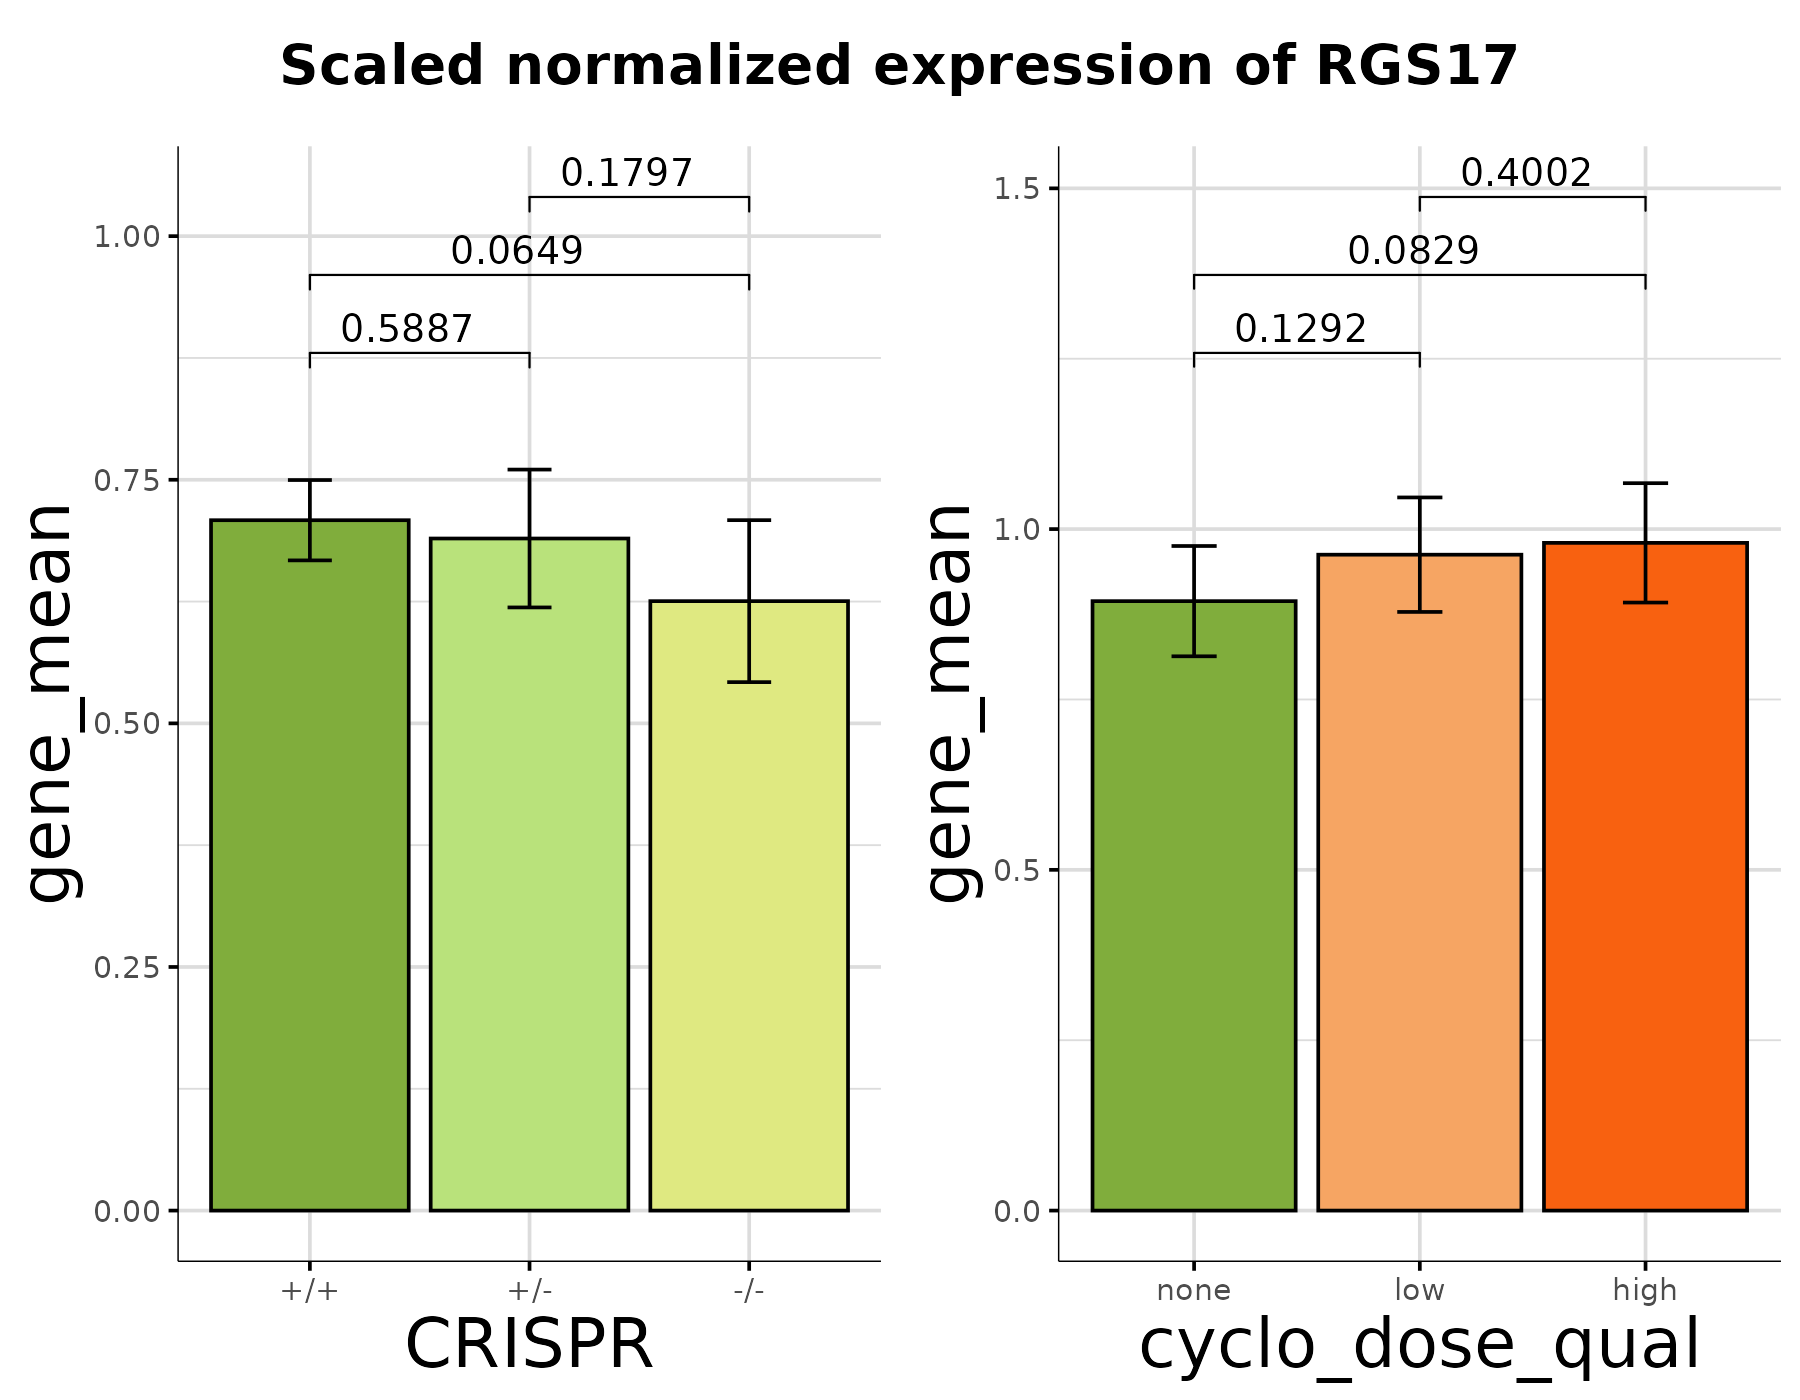 Scaled normalized expression of RGS17
gene_mean
1.00
0.75
0.50
0.25
0.00
0.1797
0.0649
0.5887
+/+
+/-
-/-
CRISPR
gene_mean
1.5
1.0
0.5
0.0
0.4002
0.0829
0.1292
none
low
high
cyclo_dose_qual